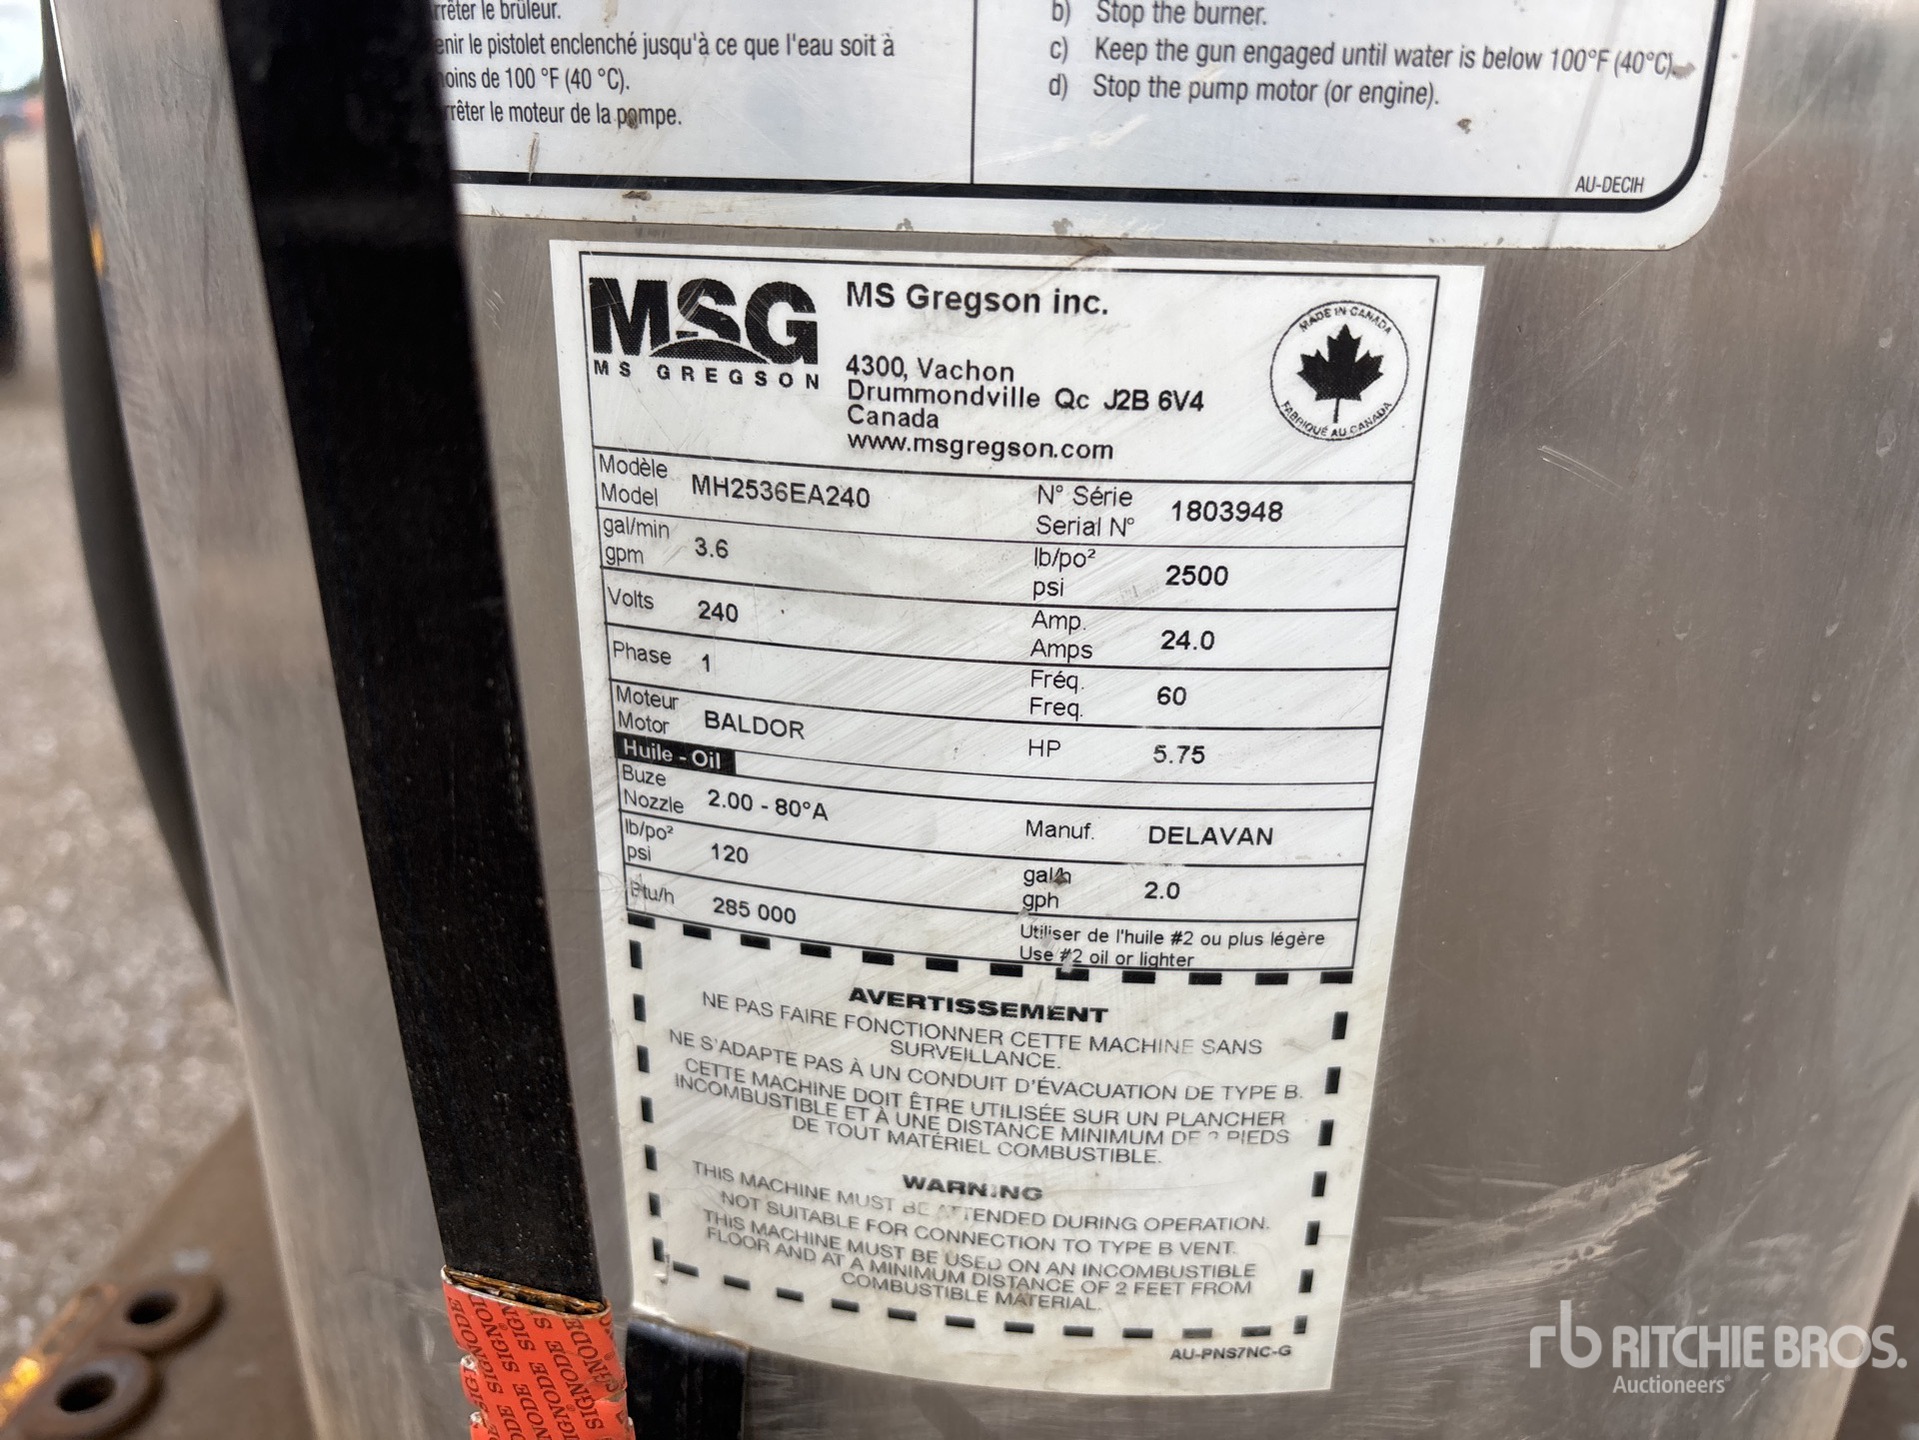 rrêter le brûleur.
enir le pistolet enclenché jusqu'à ce que l'eau soit à
moins de 100 °F (40 °C).
rrêter le moteur de la pompe.
b) Stop the burner.
c) Keep the gun engaged until water is below 100°F (40°C).
d) Stop the pump motor (or engine).
AU-DECIH
MSG
MS GREGSON
MS Gregson inc.
4300, Vachon
Drummondville Qc J2B 6V4
Canada
www.msgregson.com
MADE IN CANADA
FABRIQUÉ AU CANADA
Modèle
Model MH2536EA240
N° Série
Serial N° 1803948
gal/min
gpm 3.6
lb/po²
psi 2500
Volts 240
Amp.
Amps 24.0
Phase 1
Fréq.
Freq. 60
Moteur
Motor BALDOR
HP 5.75
Huile - Oil
Buze
Nozzle 2.00 - 80°A
Manuf. DELAVAN
lb/po²
psi 120
gal/h
gph 2.0
Btu/h 285 000
Utiliser de l'huile #2 ou plus légère
Use #2 oil or lighter
AVERTISSEMENT
NE PAS FAIRE FONCTIONNER CETTE MACHINE SANS
SURVEILLANCE.
NE S'ADAPTE PAS À UN CONDUIT D'ÉVACUATION DE TYPE B.
CETTE MACHINE DOIT ÊTRE UTILISÉE SUR UN PLANCHER
INCOMBUSTIBLE ET À UNE DISTANCE MINIMUM DE 2 PIEDS
DE TOUT MATÉRIEL COMBUSTIBLE.
WARNING
THIS MACHINE MUST BE ATTENDED DURING OPERATION.
NOT SUITABLE FOR CONNECTION TO TYPE B VENT.
THIS MACHINE MUST BE USED ON AN INCOMBUSTIBLE
FLOOR AND AT A MINIMUM DISTANCE OF 2 FEET FROM
COMBUSTIBLE MATERIAL.
AU-PNS7NC-G
SIGNODE SIGNODE SIGNODE
rb RITCHIE BROS.
Auctioneers